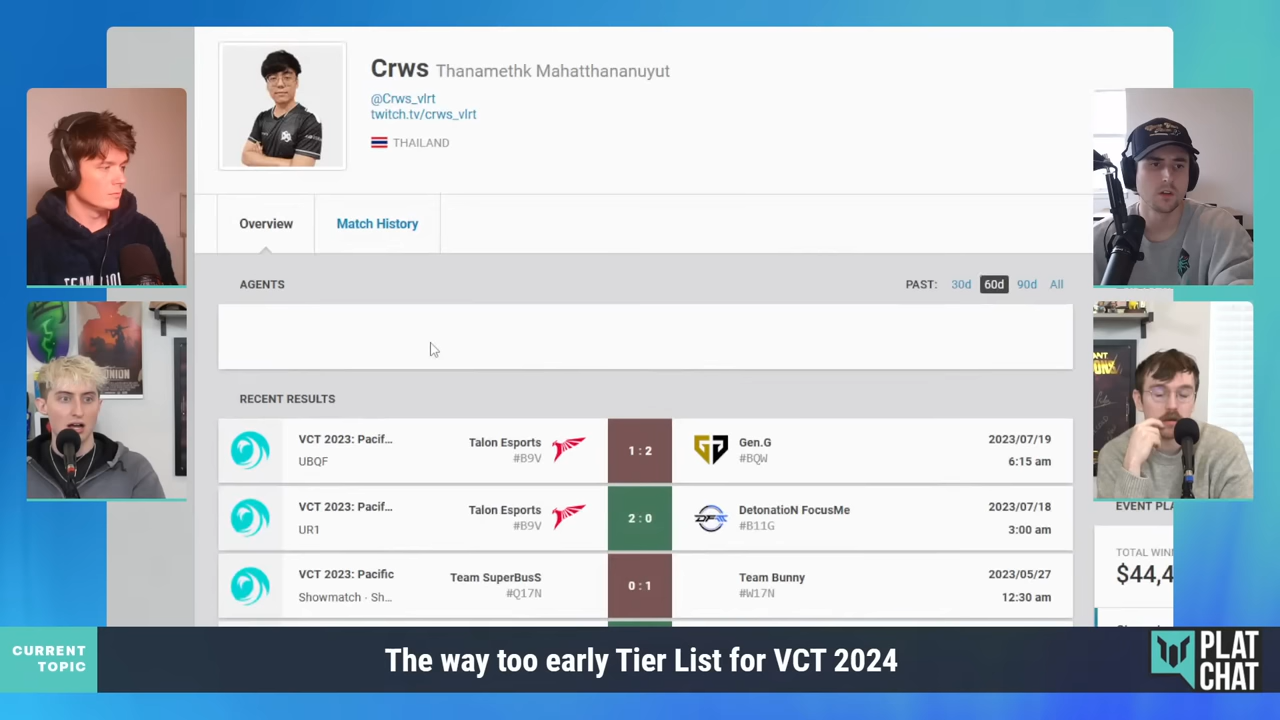 Crws Thanamethk Mahatthananuyut
@Crws_vlrt
twitch.tv/crws_vlrt
THAILAND
Overview
Match History
AGENTS
PAST: 30d 60d 90d All
RECENT RESULTS
VCT 2023: Pacif... Talon Esports 1 : 2 Gen.G 2023/07/19
UBQF #B9V #BQW 6:15 am
VCT 2023: Pacif... Talon Esports 2 : 0 DetonatioN FocusMe 2023/07/18
UR1 #B9V #B11G 3:00 am
VCT 2023: Pacific Team SuperBusS 0 : 1 Team Bunny 2023/05/27
Showmatch · Sh... #Q17N #W17N 12:30 am
EVENT PLA
TOTAL WIN
$44,4
CURRENT
TOPIC
The way too early Tier List for VCT 2024
PLAT
CHAT